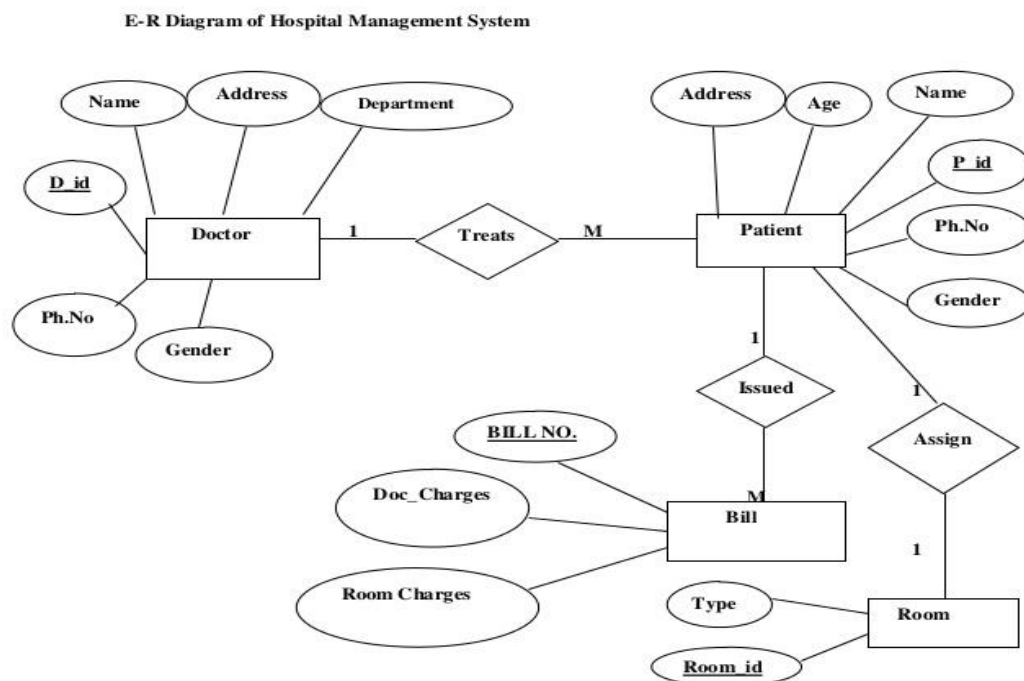 E-R Diagram of Hospital Management System
Name
Address
Department
Address
Age
Name
D_id
P_id
Doctor
1
Treats
M
Patient
Ph.No
Ph.No
Gender
Gender
1
Issued
1
Assign
BILL NO.
Doc_Charges
M
Bill
1
Room Charges
Type
Room
Room_id